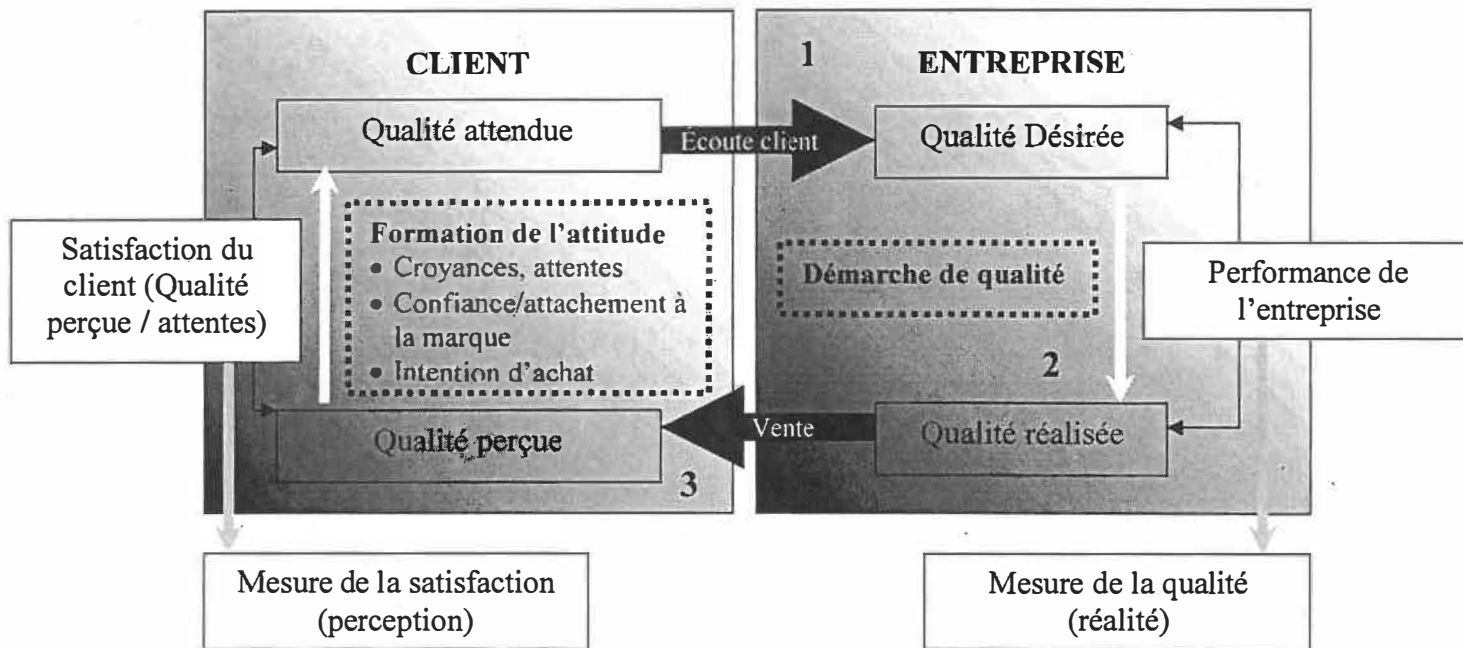 CLIENT
Qualité attendue
Écoute client
1
ENTREPRISE
Qualité Désirée
Satisfaction du
client (Qualité
perçue / attentes)
Formation de l'attitude
• Croyances, attentes
• Confiance/attachement à
la marque
• Intention d'achat
Démarche de qualité
2
Performance de
l'entreprise
Qualité perçue
3
Vente
Qualité réalisée
Mesure de la satisfaction
(perception)
Mesure de la qualité
(réalité)